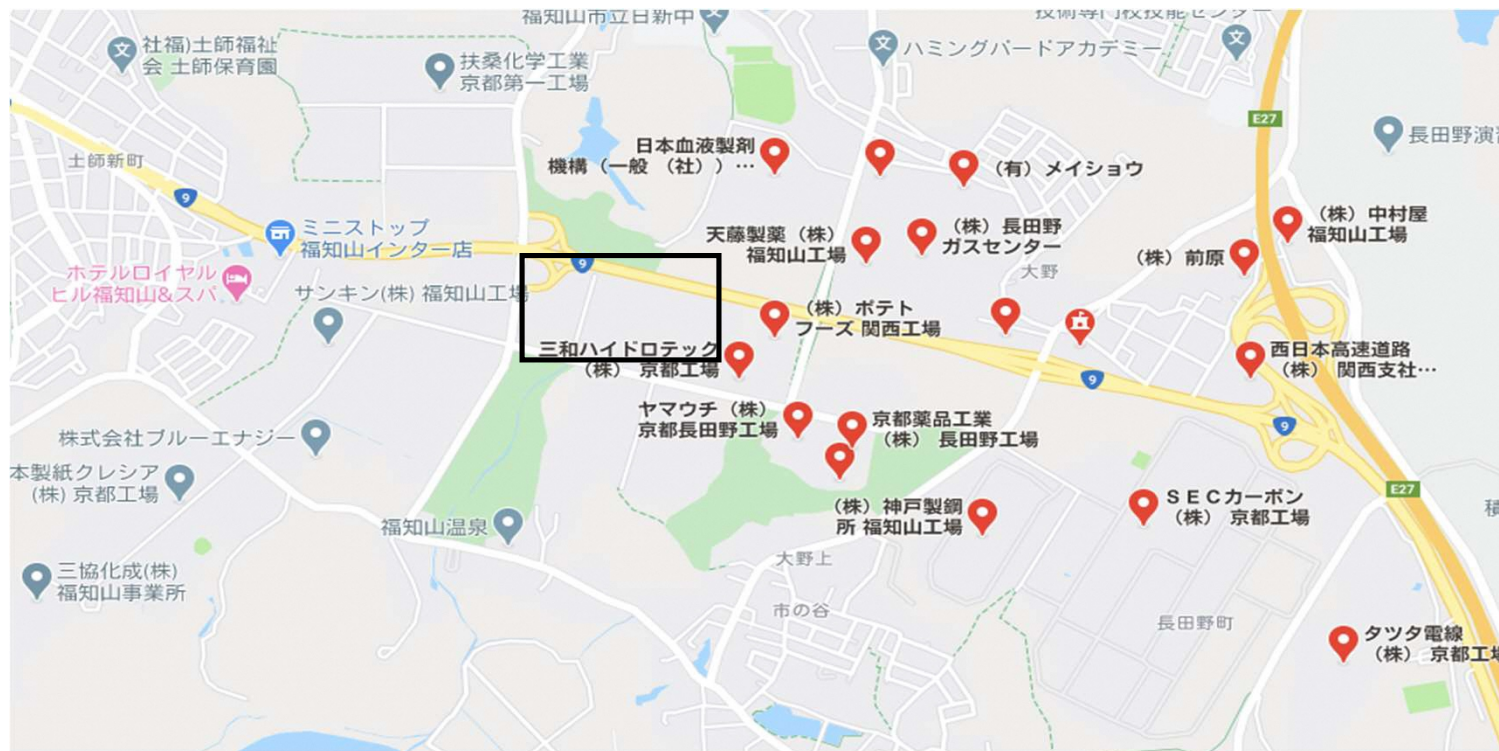 福知山市立日新中
技術専門校技能センター
社福)土師福祉
会 土師保育園
扶桑化学工業
京都第一工場
ハミングバードアカデミー
E27
長田野演習
日本血液製剤
機構（一般（社））…
（有）メイショウ
土師新町
9
ミニストップ
福知山インター店
天藤製薬（株）
福知山工場
（株）長田野
ガスセンター
（株）中村屋
福知山工場
（株）前原
大野
ホテルロイヤル
ヒル福知山&スパ
サンキン(株) 福知山工場
9
（株）ポテト
フーズ 関西工場
三和ハイドロテック
（株） 京都工場
西日本高速道路
（株） 関西支社…
9
ヤマウチ（株）
京都長田野工場
京都薬品工業
（株） 長田野工場
9
株式会社ブルーエナジー
本製紙クレシア
(株) 京都工場
E27
福知山温泉
（株）神戸製鋼
所 福知山工場
ＳＥＣカーボン
（株） 京都工場
積
大野上
三協化成(株)
福知山事業所
市の谷
長田野町
タツタ電線
（株） 京都工場